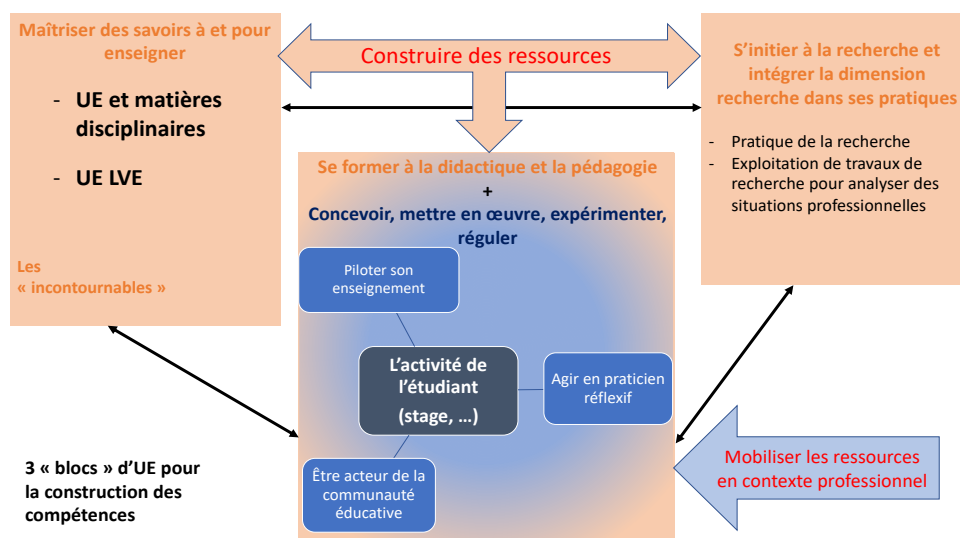 Maîtriser des savoirs à et pour
enseigner
- UE et matières
disciplinaires
- UE LVE
Les
« incontournables »
Construire des ressources
S’initier à la recherche et
intégrer la dimension
recherche dans ses pratiques
- Pratique de la recherche
- Exploitation de travaux de
recherche pour analyser des
situations professionnelles
Se former à la didactique et la pédagogie
+
Concevoir, mettre en œuvre, expérimenter,
réguler
Piloter son
enseignement
L’activité de
l’étudiant
(stage, …)
Agir en praticien
réflexif
Être acteur de la
communauté
éducative
3 « blocs » d’UE pour
la construction des
compétences
Mobiliser les ressources
en contexte professionnel